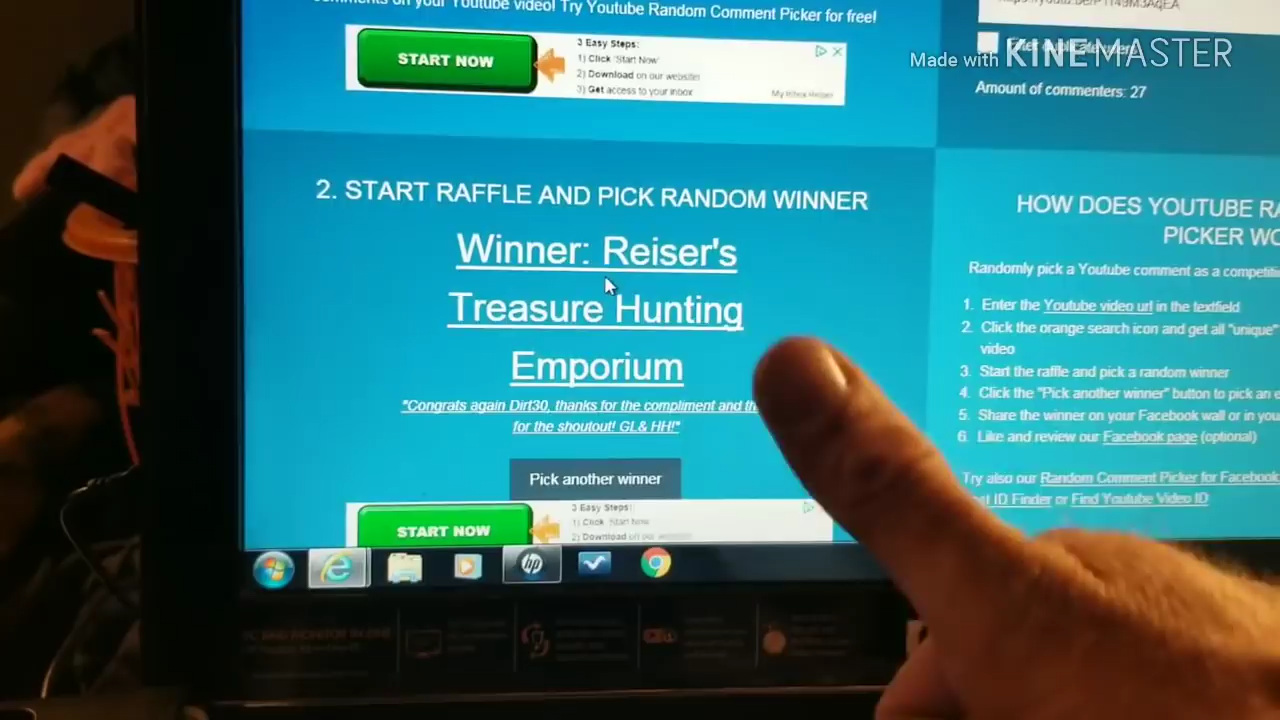 comments on your Youtube video! Try Youtube Random Comment Picker for free!
START NOW
3 Easy Steps:
1) Click 'Start Now'
2) Download on our website
3) Get access to your inbox
Made with KINEMASTER
Amount of commenters: 27
2. START RAFFLE AND PICK RANDOM WINNER
Winner: Reiser's
Treasure Hunting
Emporium
"Congrats again Dirt30, thanks for the compliment and
for the shoutout! GL& HH!"
Pick another winner
START NOW
3 Easy Steps:
1) Click 'Start Now'
2) Download on our website
HOW DOES YOUTUBE
PICKER
Randomly pick a Youtube comment as a
1. Enter the Youtube video url in the textfield
2. Click the orange search icon and get all "unique"
video
3. Start the raffle and pick a random winner
4. Click the "Pick another winner" button to pick an
5. Share the winner on your Facebook wall or in
6. Like and review our Facebook page (optional)
Try also our Random Comment Picker for Facebook
ID Finder or Find Youtube Video ID
hp